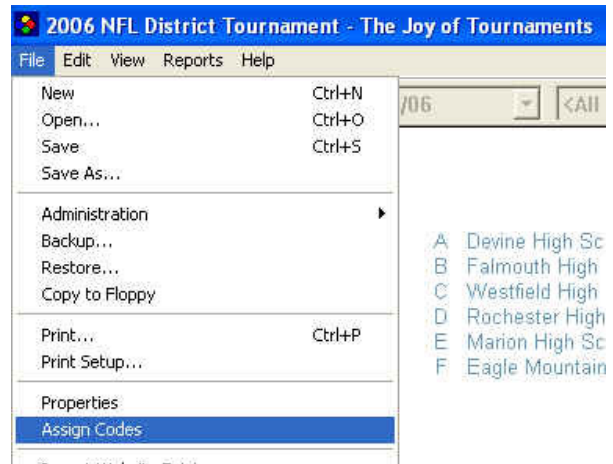 2006 NFL District Tournament - The Joy of Tournaments
File Edit View Reports Help
New Ctrl+N
Open... Ctrl+O
Save Ctrl+S
Save As...
Administration
Backup...
Restore...
Copy to Floppy
Print... Ctrl+P
Print Setup...
Properties
Assign Codes
/06 <All
A Devine High Sc
B Falmouth High
C Westfield High
D Rochester High
E Marion High Sc
F Eagle Mountain